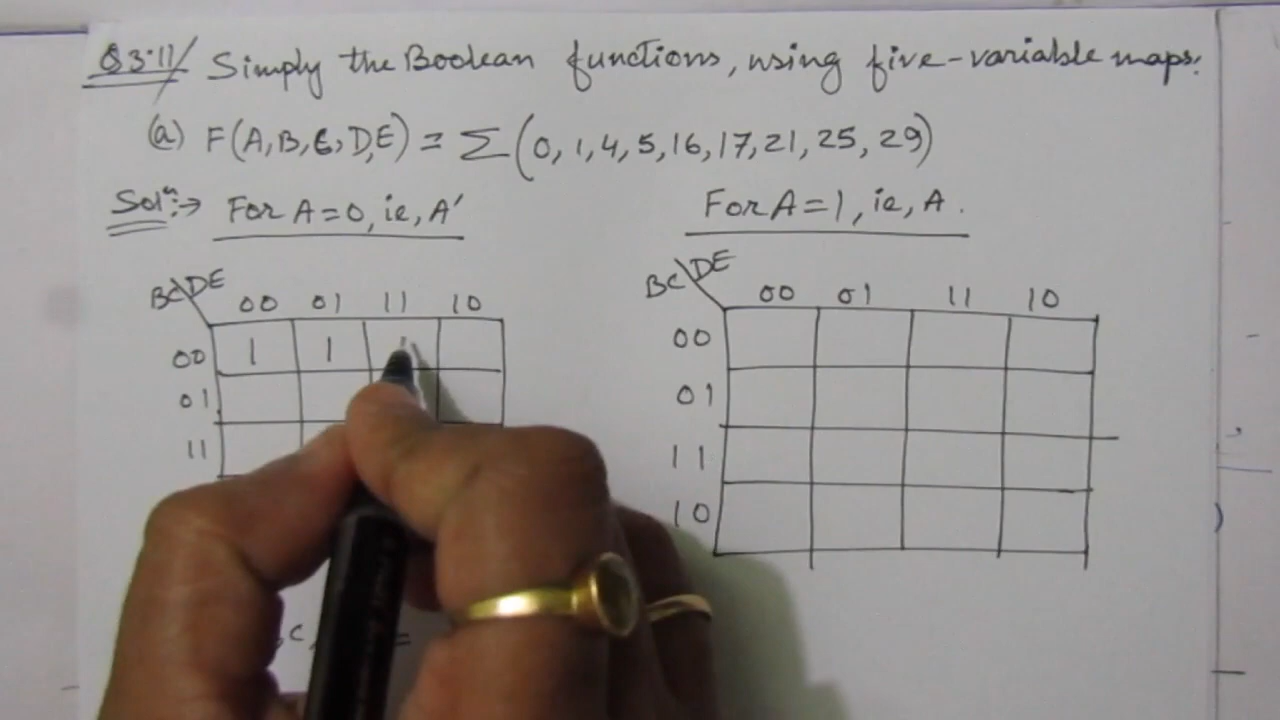 Q 3.11/ Simply the Boolean functions, using five-variable maps.
(a) F(A,B,C,D,E) = Σ(0, 1, 4, 5, 16, 17, 21, 25, 29)
Solⁿ:→ For A=0, ie, A′
For A=1, ie, A.
BC\DE 00 01 11 10
00 1 1
01
11
BC\DE 00 01 11 10
00
01
11
10